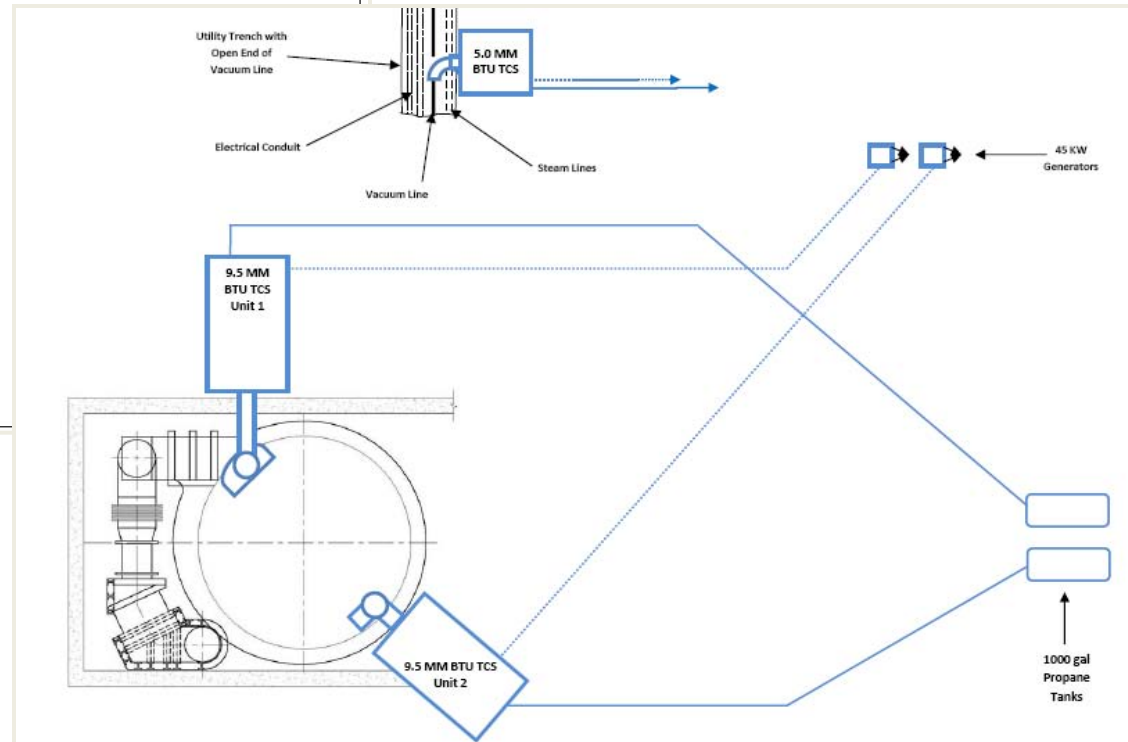 Utility Trench with
Open End of
Vacuum Line
5.0 MM
BTU TCS
Electrical Conduit
Steam Lines
Vacuum Line
45 KW
Generators
9.5 MM
BTU TCS
Unit 1
9.5 MM BTU TCS
Unit 2
1000 gal
Propane
Tanks